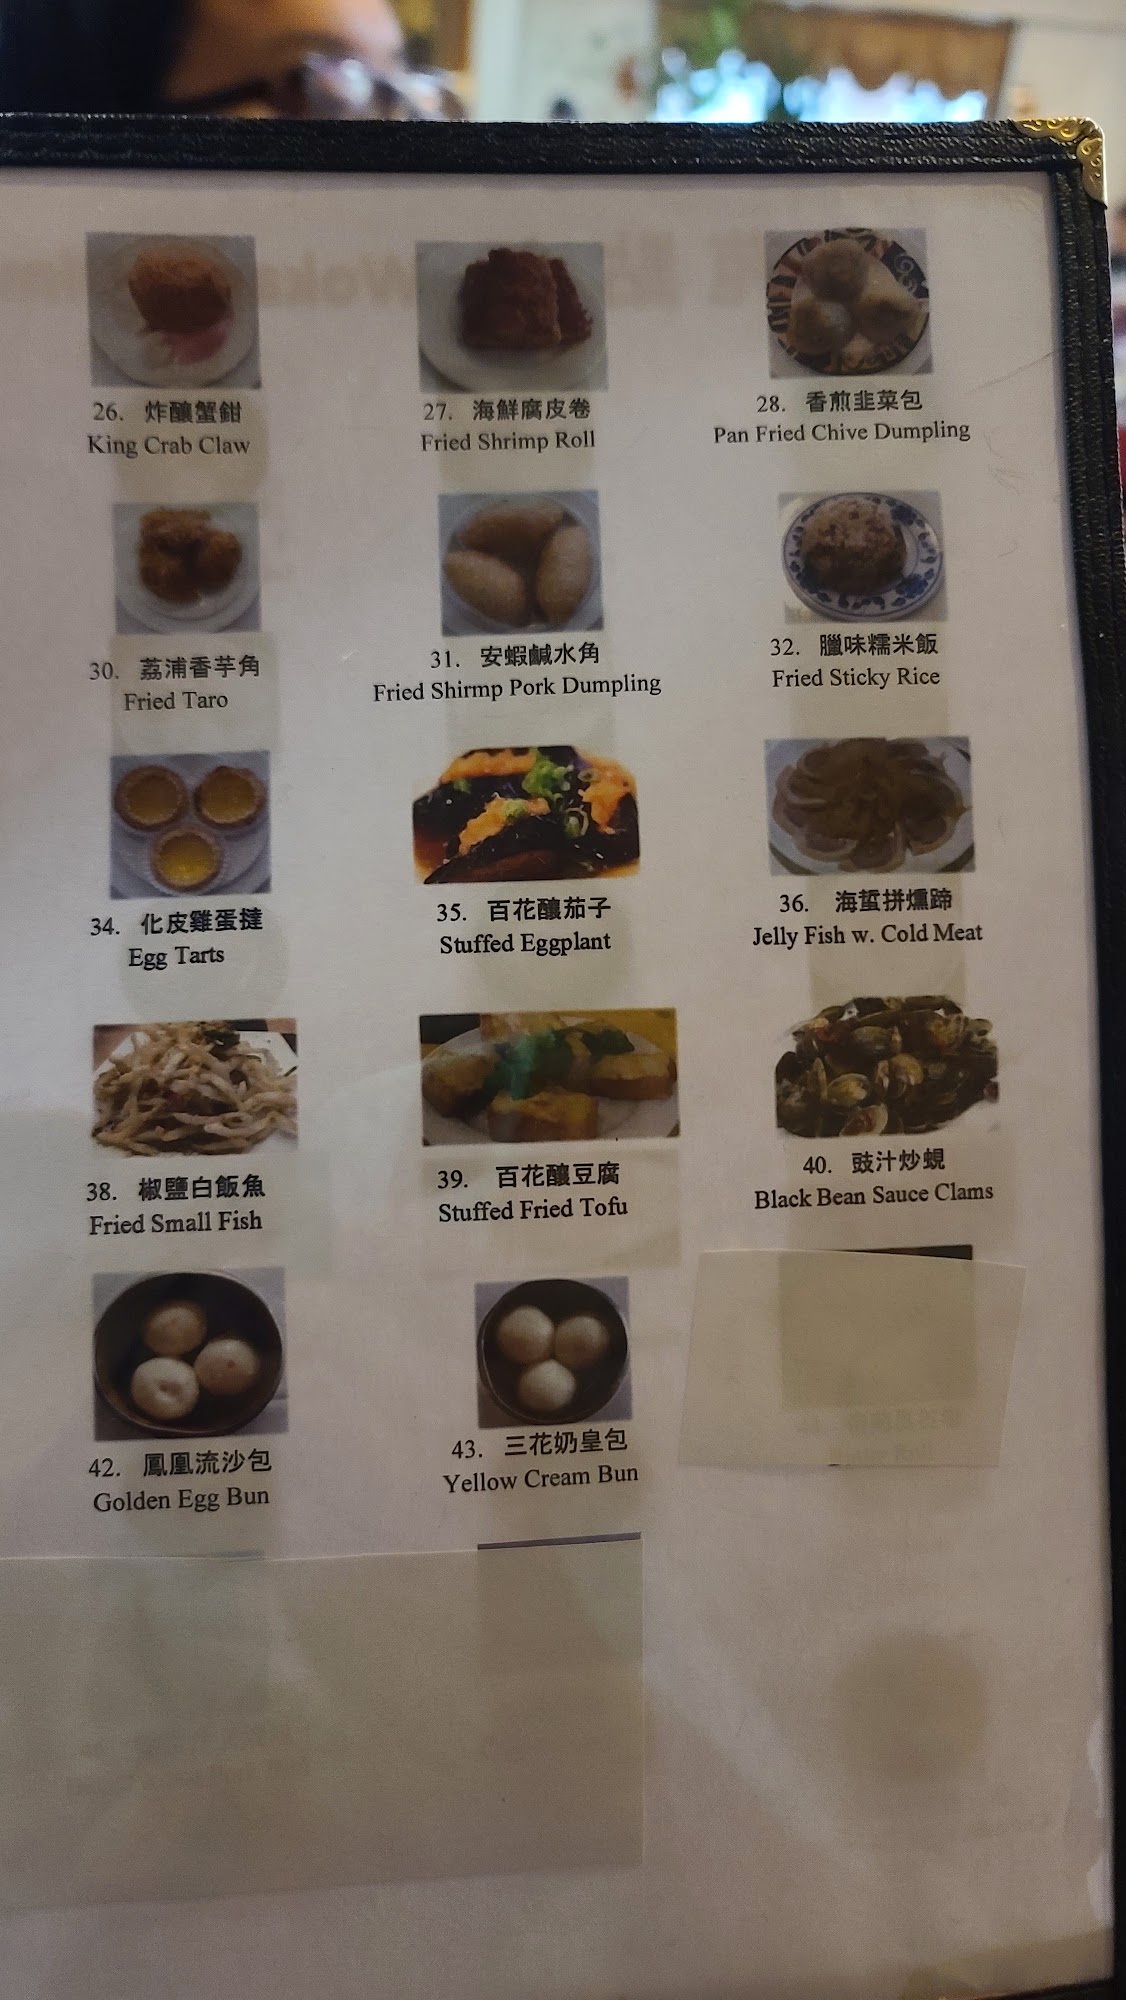 26. 炸釀蟹鉗
King Crab Claw
27. 海鮮腐皮卷
Fried Shrimp Roll
28. 香煎韭菜包
Pan Fried Chive Dumpling
30. 荔浦香芋角
Fried Taro
31. 安蝦鹹水角
Fried Shirmp Pork Dumpling
32. 臘味糯米飯
Fried Sticky Rice
34. 化皮雞蛋撻
Egg Tarts
35. 百花釀茄子
Stuffed Eggplant
36. 海蜇拼燻蹄
Jelly Fish w. Cold Meat
38. 椒鹽白飯魚
Fried Small Fish
39. 百花釀豆腐
Stuffed Fried Tofu
40. 豉汁炒蜆
Black Bean Sauce Clams
42. 鳳凰流沙包
Golden Egg Bun
43. 三花奶皇包
Yellow Cream Bun